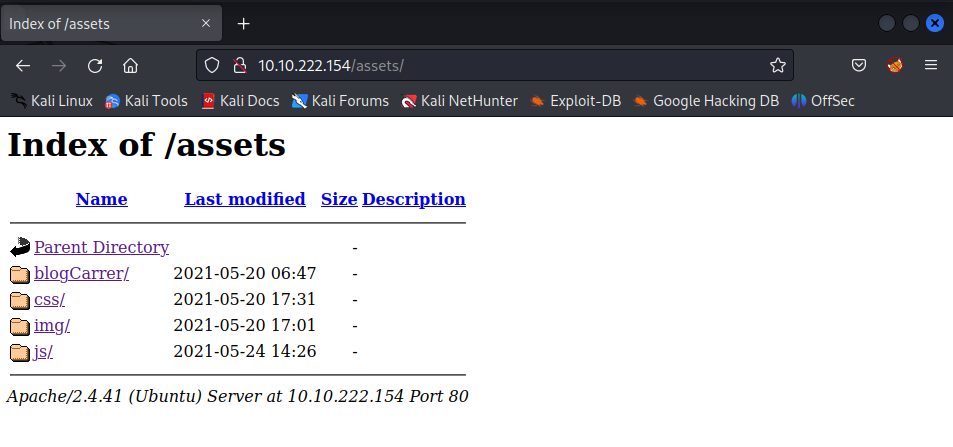 Index of /assets
10.10.222.154/assets/
Kali Linux Kali Tools Kali Docs Kali Forums Kali NetHunter Exploit-DB Google Hacking DB OffSec
Index of /assets
Name Last modified Size Description
Parent Directory -
blogCarrer/ 2021-05-20 06:47 -
css/ 2021-05-20 17:31 -
img/ 2021-05-20 17:01 -
js/ 2021-05-24 14:26 -
Apache/2.4.41 (Ubuntu) Server at 10.10.222.154 Port 80